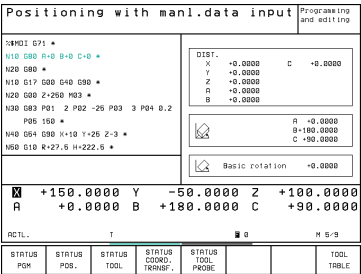 Positioning with manl.data input
Programming
and editing
%$MDI G71 *
N10 G90 A+0 B+0 C+0 *
N20 G80 *
N10 G17 G00 G40 G90 *
N20 G00 Z+250 M03 *
N30 G83 P01 2 P02 -25 P03 3 P04 0.2
P05 150 *
N40 G54 G90 X+10 Y+25 Z-3 *
N50 G10 R+27.5 H+222.5 *
DIST.
X +0.0000 C +0.0000
Y +0.0000
Z +0.0000
A +0.0000
B +0.0000
A +0.0000
B+180.0000
C +90.0000
Basic rotation +0.0000
X +150.0000 Y -50.0000 Z +100.0000
A +0.0000 B +180.0000 C +90.0000
ACTL. T 0 M 5/9
STATUS PGM
STATUS POS.
STATUS TOOL
STATUS COORD. TRANSF.
STATUS TOOL PROBE
TOOL TABLE